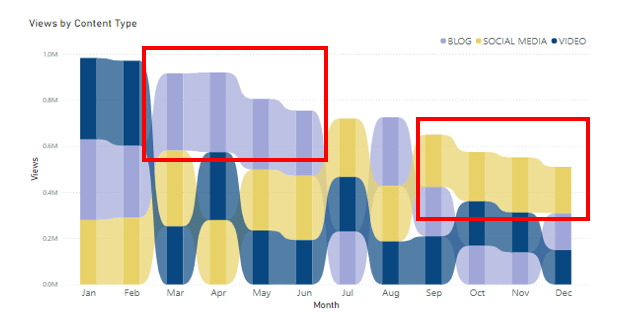 Views by Content Type
BLOG SOCIAL MEDIA VIDEO
1.0M
0.8M
0.6M
0.4M
0.2M
0.0M
Views
Jan Feb Mar Apr May Jun Jul Aug Sep Oct Nov Dec
Month